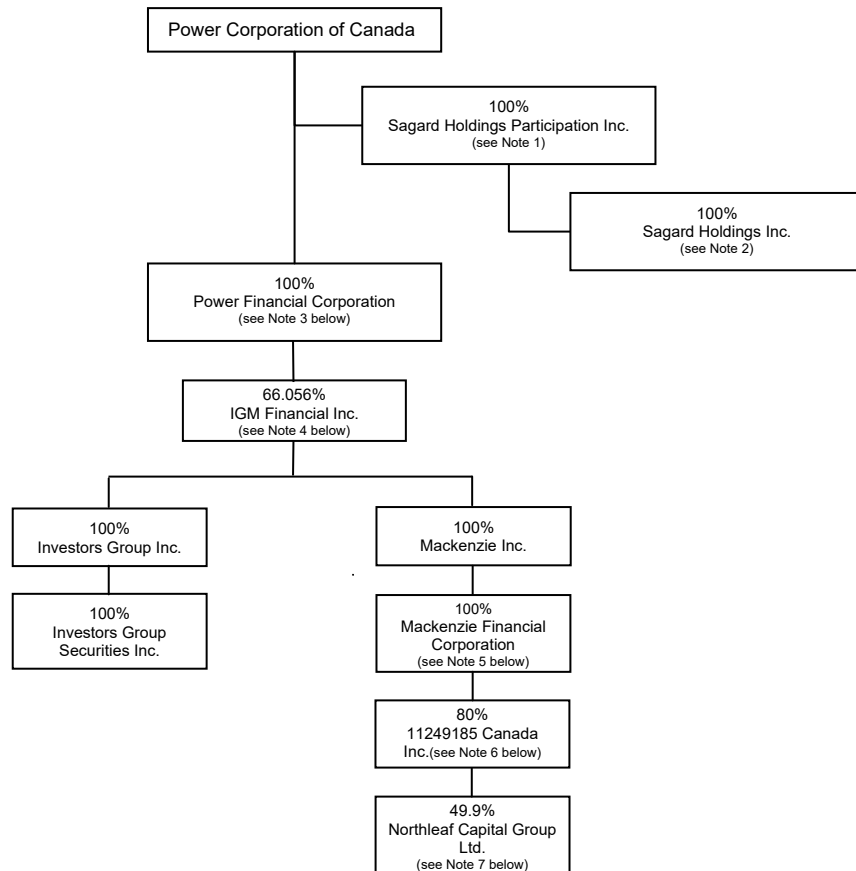 Power Corporation of Canada
100%
Sagard Holdings Participation Inc.
(see Note 1)
100%
Sagard Holdings Inc.
(see Note 2)
100%
Power Financial Corporation
(see Note 3 below)
66.056%
IGM Financial Inc.
(see Note 4 below)
100%
Investors Group Inc.
100%
Investors Group
Securities Inc.
100%
Mackenzie Inc.
100%
Mackenzie Financial
Corporation
(see Note 5 below)
80%
11249185 Canada
Inc.(see Note 6 below)
49.9%
Northleaf Capital Group
Ltd.
(see Note 7 below)